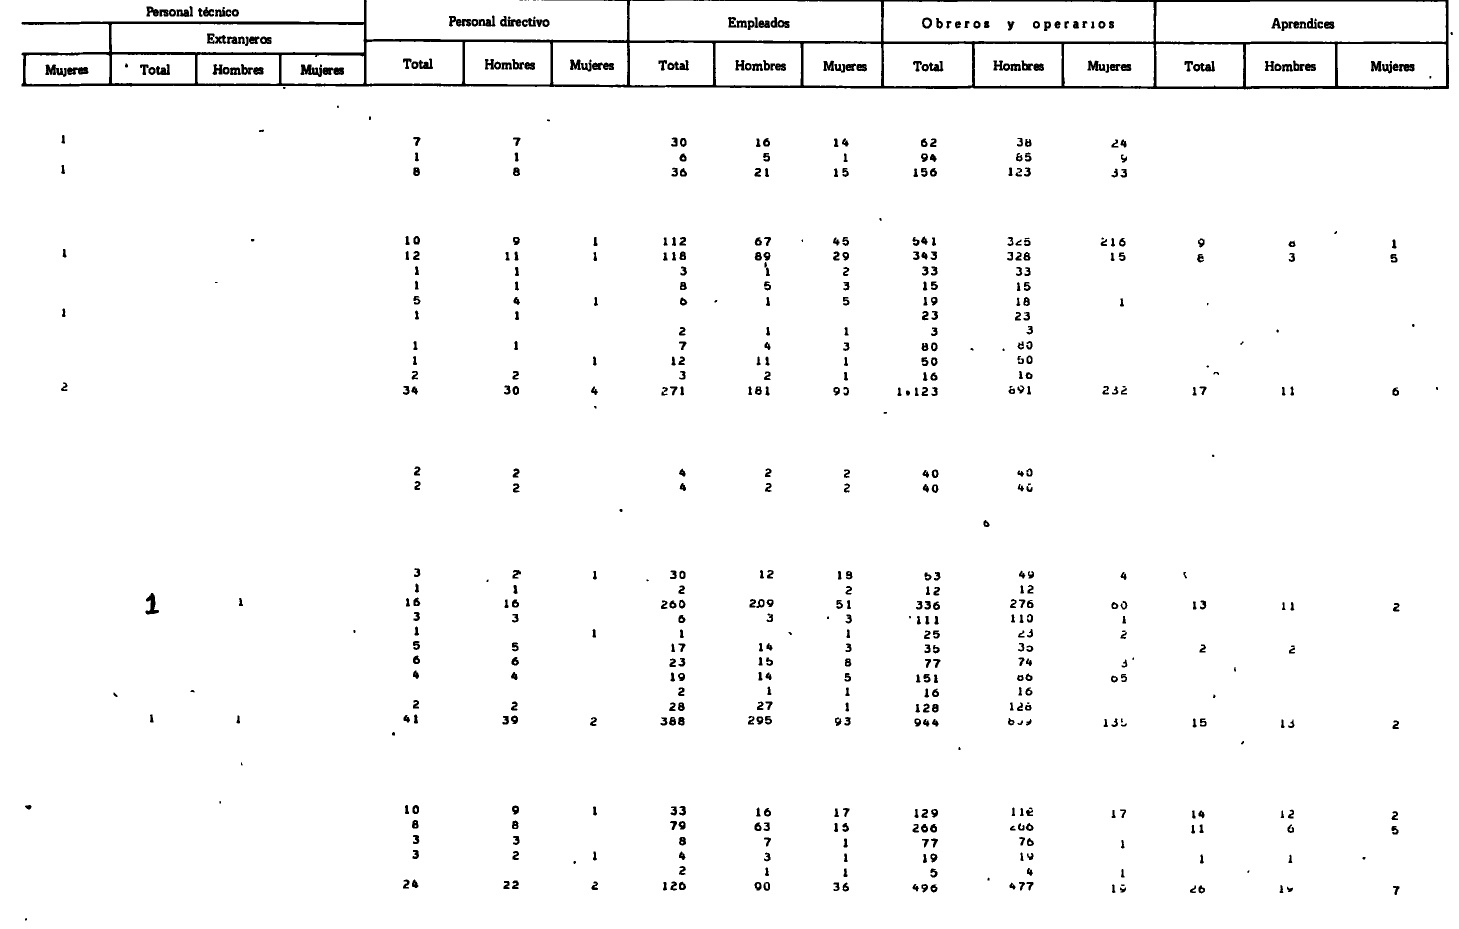 Personal técnico Personal directivo Empleados Obreros y operarios Aprendices
Extranjeros
Mujeres Total Hombres Mujeres Total Hombres Mujeres Total Hombres Mujeres Total Hombres Mujeres Total Hombres Mujeres
1 7 7 30 16 14 62 38 24
1 1 6 5 1 94 85 9
1 8 8 36 21 15 156 123 33
10 9 1 112 67 45 541 325 216 9 8 1
1 12 11 1 118 89 29 343 328 15 8 3 5
1 1 3 1 2 33 33
1 1 8 5 3 15 15
5 4 1 6 1 5 19 18 1
1 1 1 23 23
2 1 1 3 3
1 1 7 4 3 80 80
1 1 12 11 1 50 50
2 2 3 2 1 16 16
2 34 30 4 271 181 90 1.123 891 232 17 11 6
2 2 4 2 2 40 40
2 2 4 2 2 40 40
3 2 1 30 12 18 53 49 4
1 1 2 2 12 12
1 1 16 16 260 209 51 336 276 60 13 11 2
3 3 6 3 3 111 110 1
1 1 1 1 25 23 2
5 5 17 14 3 35 35 2 2
6 6 23 15 8 77 74 3
4 4 19 14 5 151 86 65
2 1 1 16 16
2 2 28 27 1 128 128
1 1 41 39 2 388 295 93 944 809 135 15 13 2
10 9 1 33 16 17 129 112 17 14 12 2
8 8 79 63 15 266 266 11 6 5
3 3 8 7 1 77 76 1
3 2 1 4 3 1 19 19 1 1
2 1 1 5 4 1
24 22 2 126 90 36 496 477 19 26 19 7